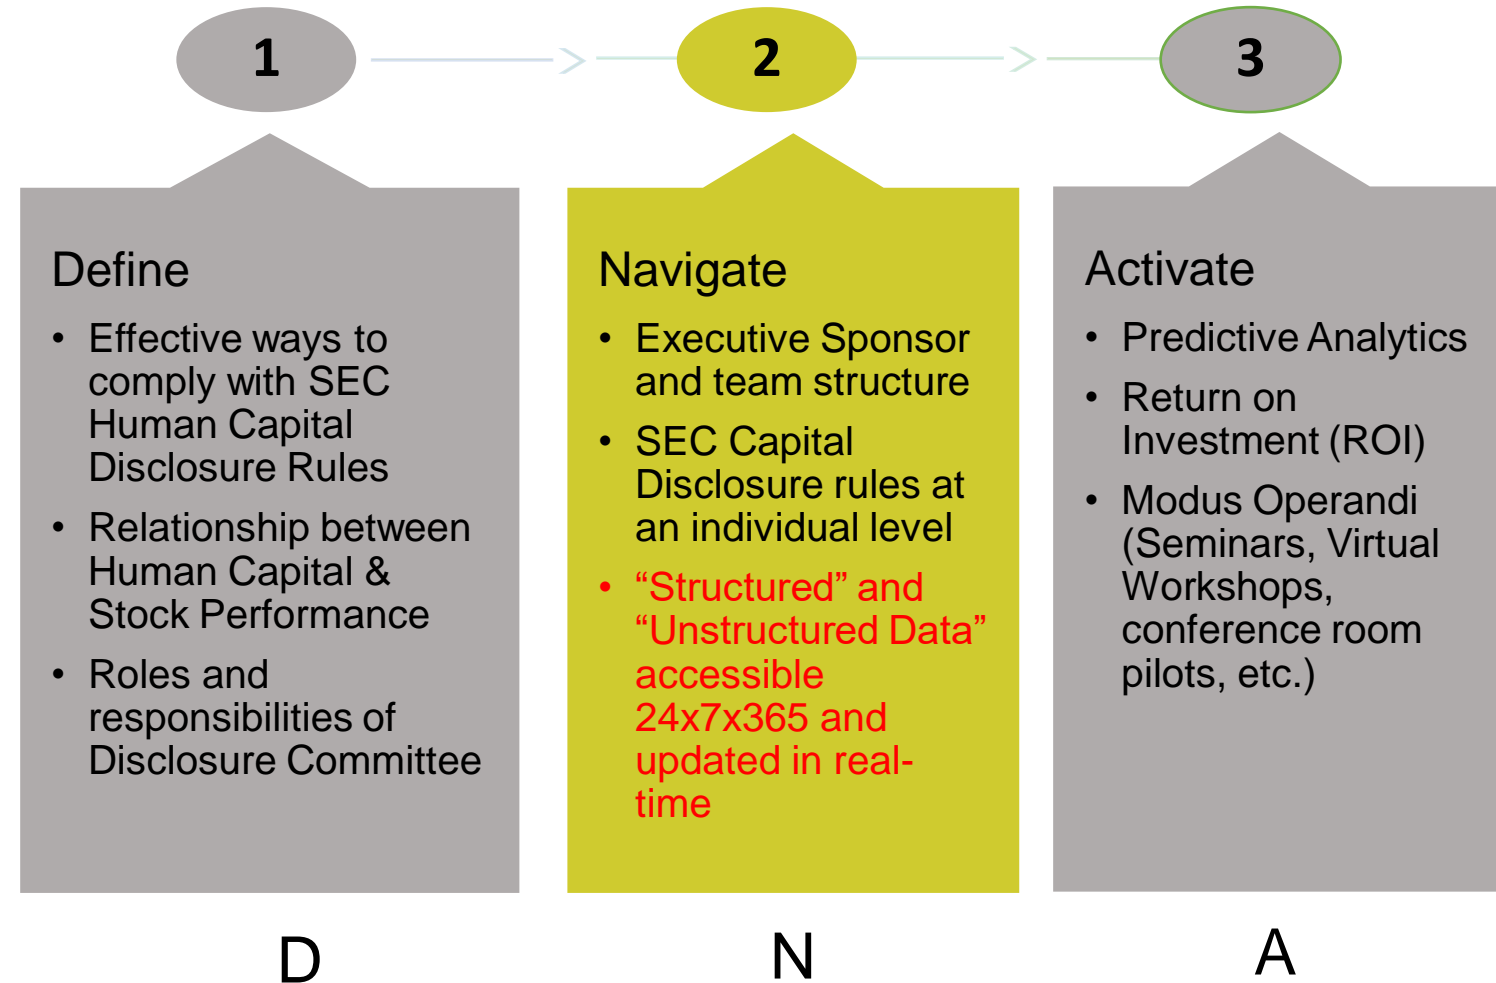 1
2
3
Define
• Effective ways to
comply with SEC
Human Capital
Disclosure Rules
• Relationship between
Human Capital &
Stock Performance
• Roles and
responsibilities of
Disclosure Committee
Navigate
• Executive Sponsor
and team structure
• SEC Capital
Disclosure rules at
an individual level
• “Structured” and
“Unstructured Data”
accessible
24x7x365 and
updated in real-
time
Activate
• Predictive Analytics
• Return on
Investment (ROI)
• Modus Operandi
(Seminars, Virtual
Workshops,
conference room
pilots, etc.)
D
N
A